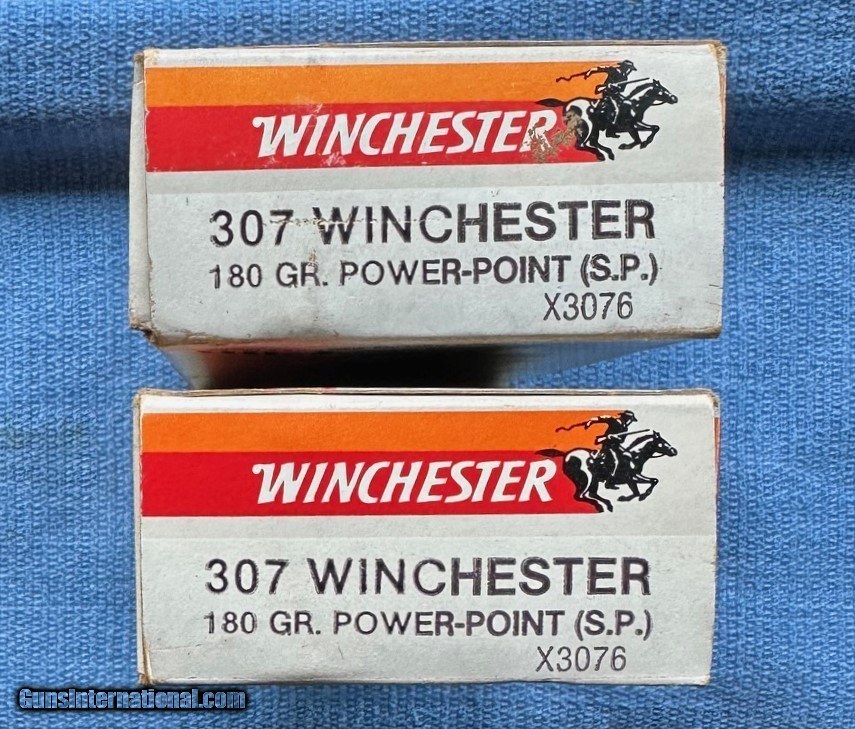 WINCHESTER
307 WINCHESTER
180 GR. POWER-POINT (S.P.)
X3076
WINCHESTER
307 WINCHESTER
180 GR. POWER-POINT (S.P.)
X3076
GunsInternational.com